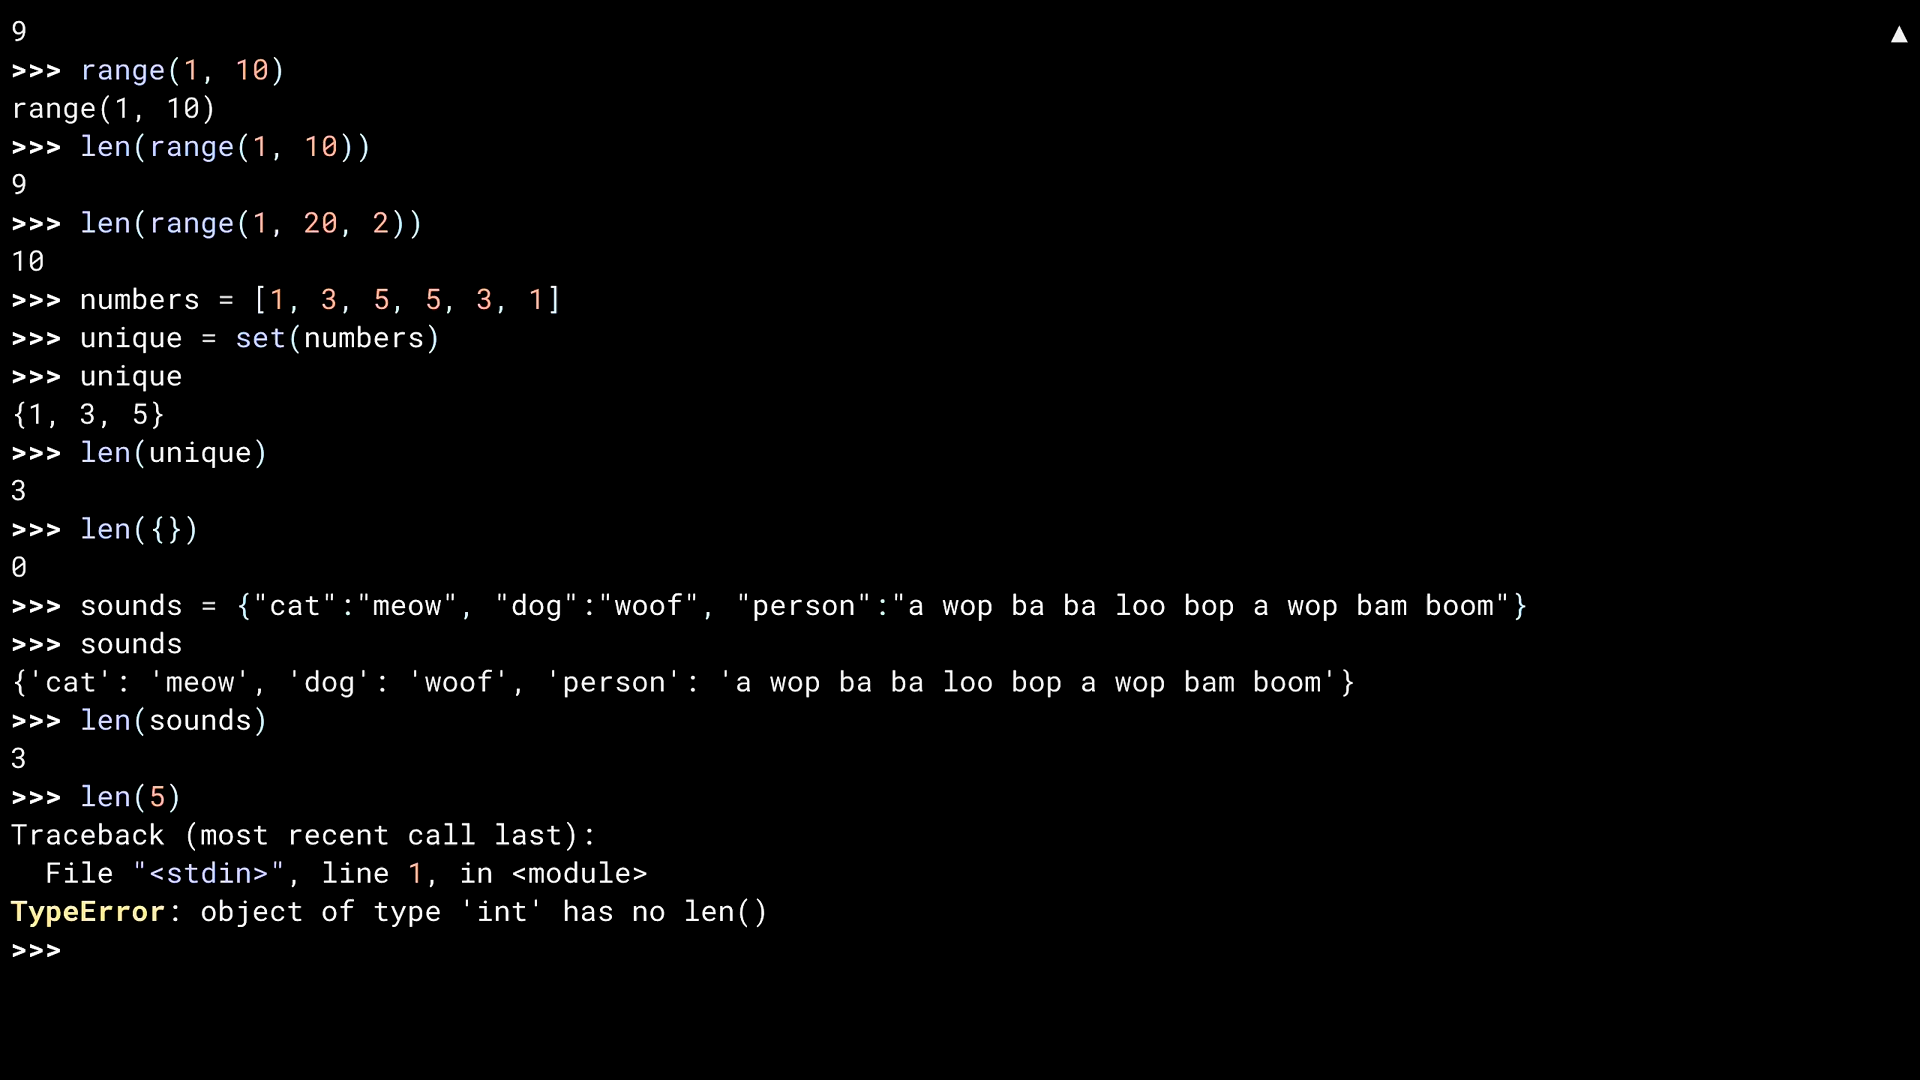 9
>>> range(1, 10)
range(1, 10)
>>> len(range(1, 10))
9
>>> len(range(1, 20, 2))
10
>>> numbers = [1, 3, 5, 5, 3, 1]
>>> unique = set(numbers)
>>> unique
{1, 3, 5}
>>> len(unique)
3
>>> len({})
0
>>> sounds = {"cat":"meow", "dog":"woof", "person":"a wop ba ba loo bop a wop bam boom"}
>>> sounds
{'cat': 'meow', 'dog': 'woof', 'person': 'a wop ba ba loo bop a wop bam boom'}
>>> len(sounds)
3
>>> len(5)
Traceback (most recent call last):
  File "<stdin>", line 1, in <module>
TypeError: object of type 'int' has no len()
>>>